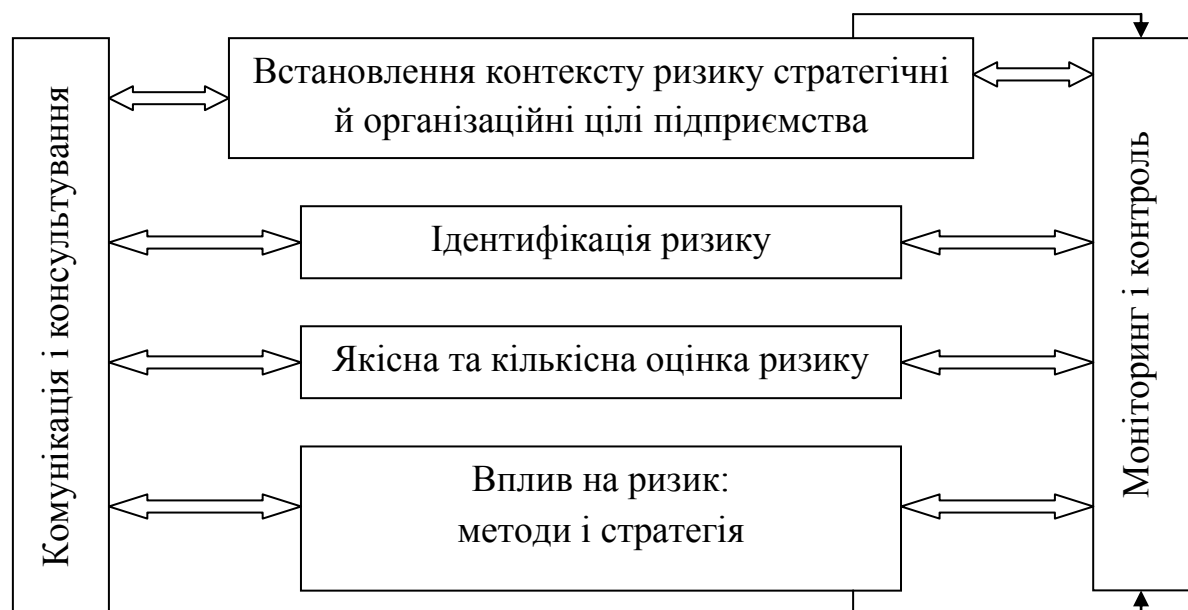 Комунікація і консультування
Встановлення контексту ризику стратегічні
й організаційні цілі підприємства
Ідентифікація ризику
Якісна та кількісна оцінка ризику
Вплив на ризик:
методи і стратегія
Моніторинг і контроль